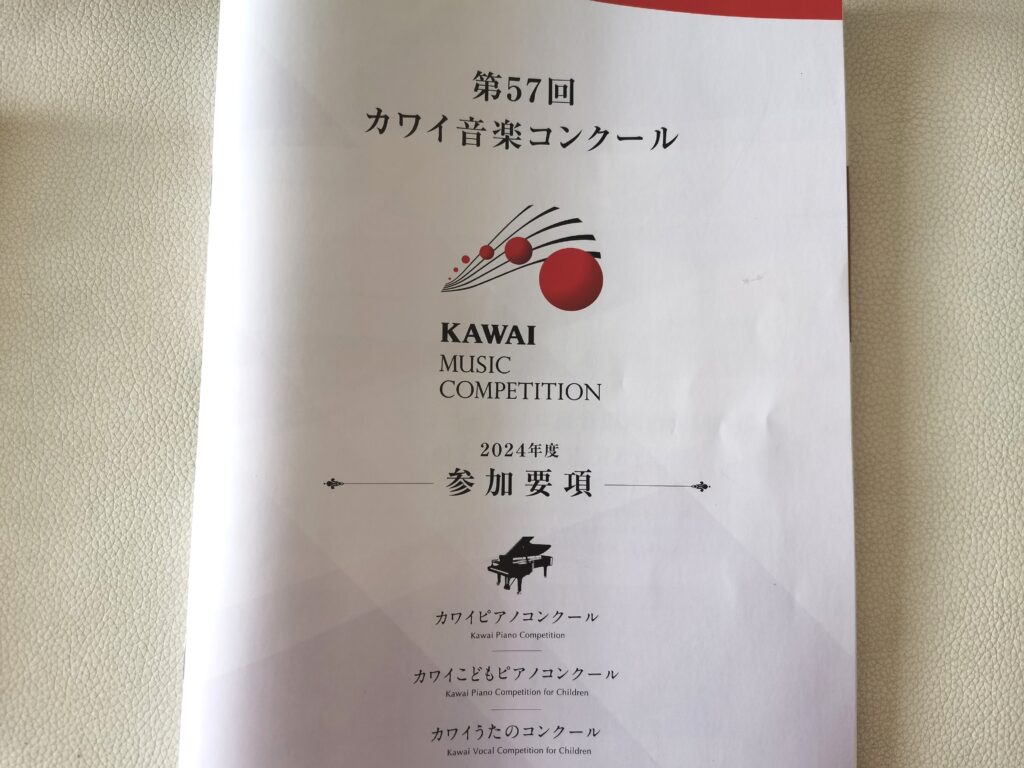 第57回
カワイ音楽コンクール
KAWAI
MUSIC
COMPETITION
2024年度
参加要項
カワイピアノコンクール
Kawai Piano Competition
カワイこどもピアノコンクール
Kawai Piano Competition for Children
カワイうたのコンクール
Kawai Vocal Competition for Children